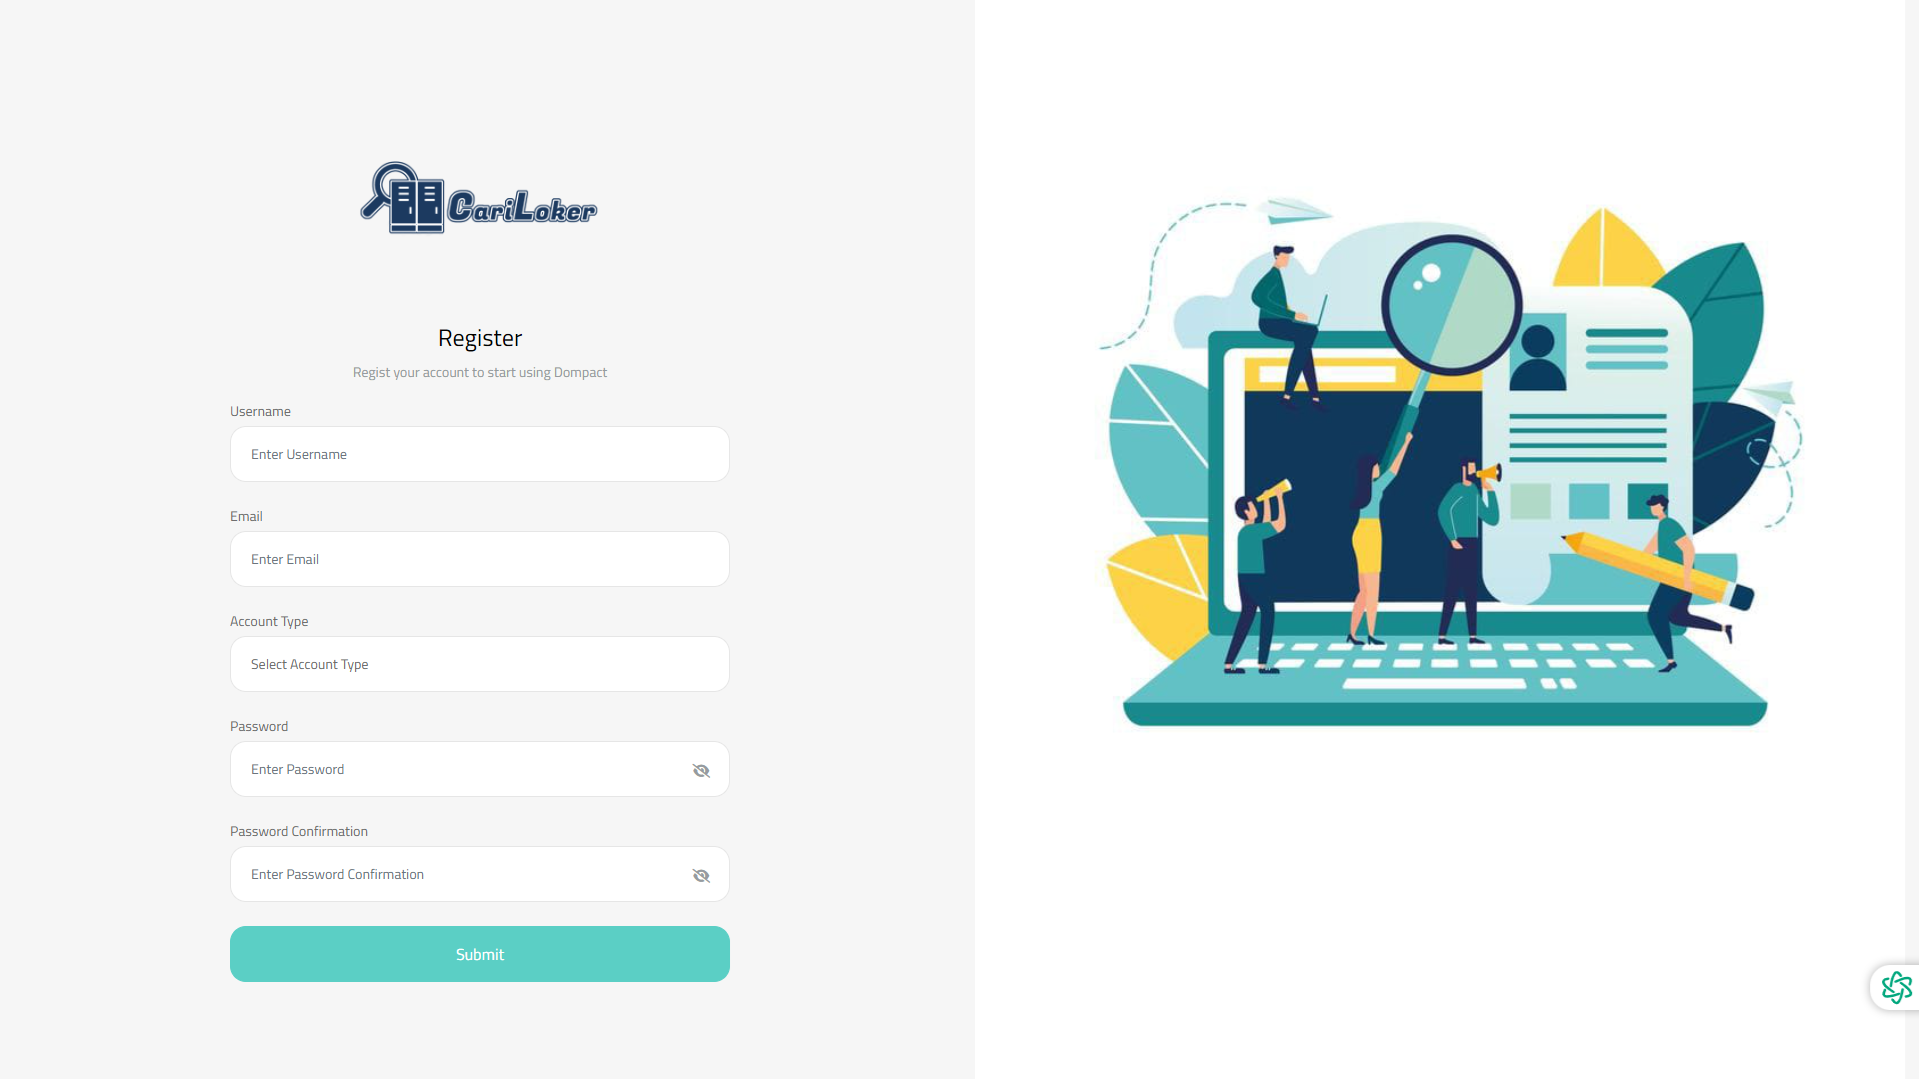 CariLoker
Register
Regist your account to start using Dompact
Username
Enter Username
Email
Enter Email
Account Type
Select Account Type
Password
Enter Password
Password Confirmation
Enter Password Confirmation
Submit